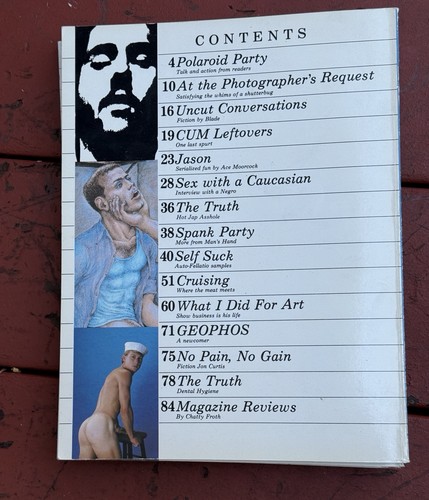 CONTENTS
4 Polaroid Party
Talk and action from readers
10 At the Photographer's Request
Satisfying the whims of a shutterbug
16 Uncut Conversations
Fiction by Blade
19 CUM Leftovers
One last spurt
23 Jason
Serialized fun by Ace Moorcock
28 Sex with a Caucasian
Interview with a Negro
36 The Truth
Hot Jap Asshole
38 Spank Party
More from Man's Hand
40 Self Suck
Auto-Fellatio samples
51 Cruising
Where the meat meets
60 What I Did For Art
Show business is his life
71 GEOPHOS
A newcomer
75 No Pain, No Gain
Fiction Jon Curtis
78 The Truth
Dental Hygiene
84 Magazine Reviews
By Chatty Froth